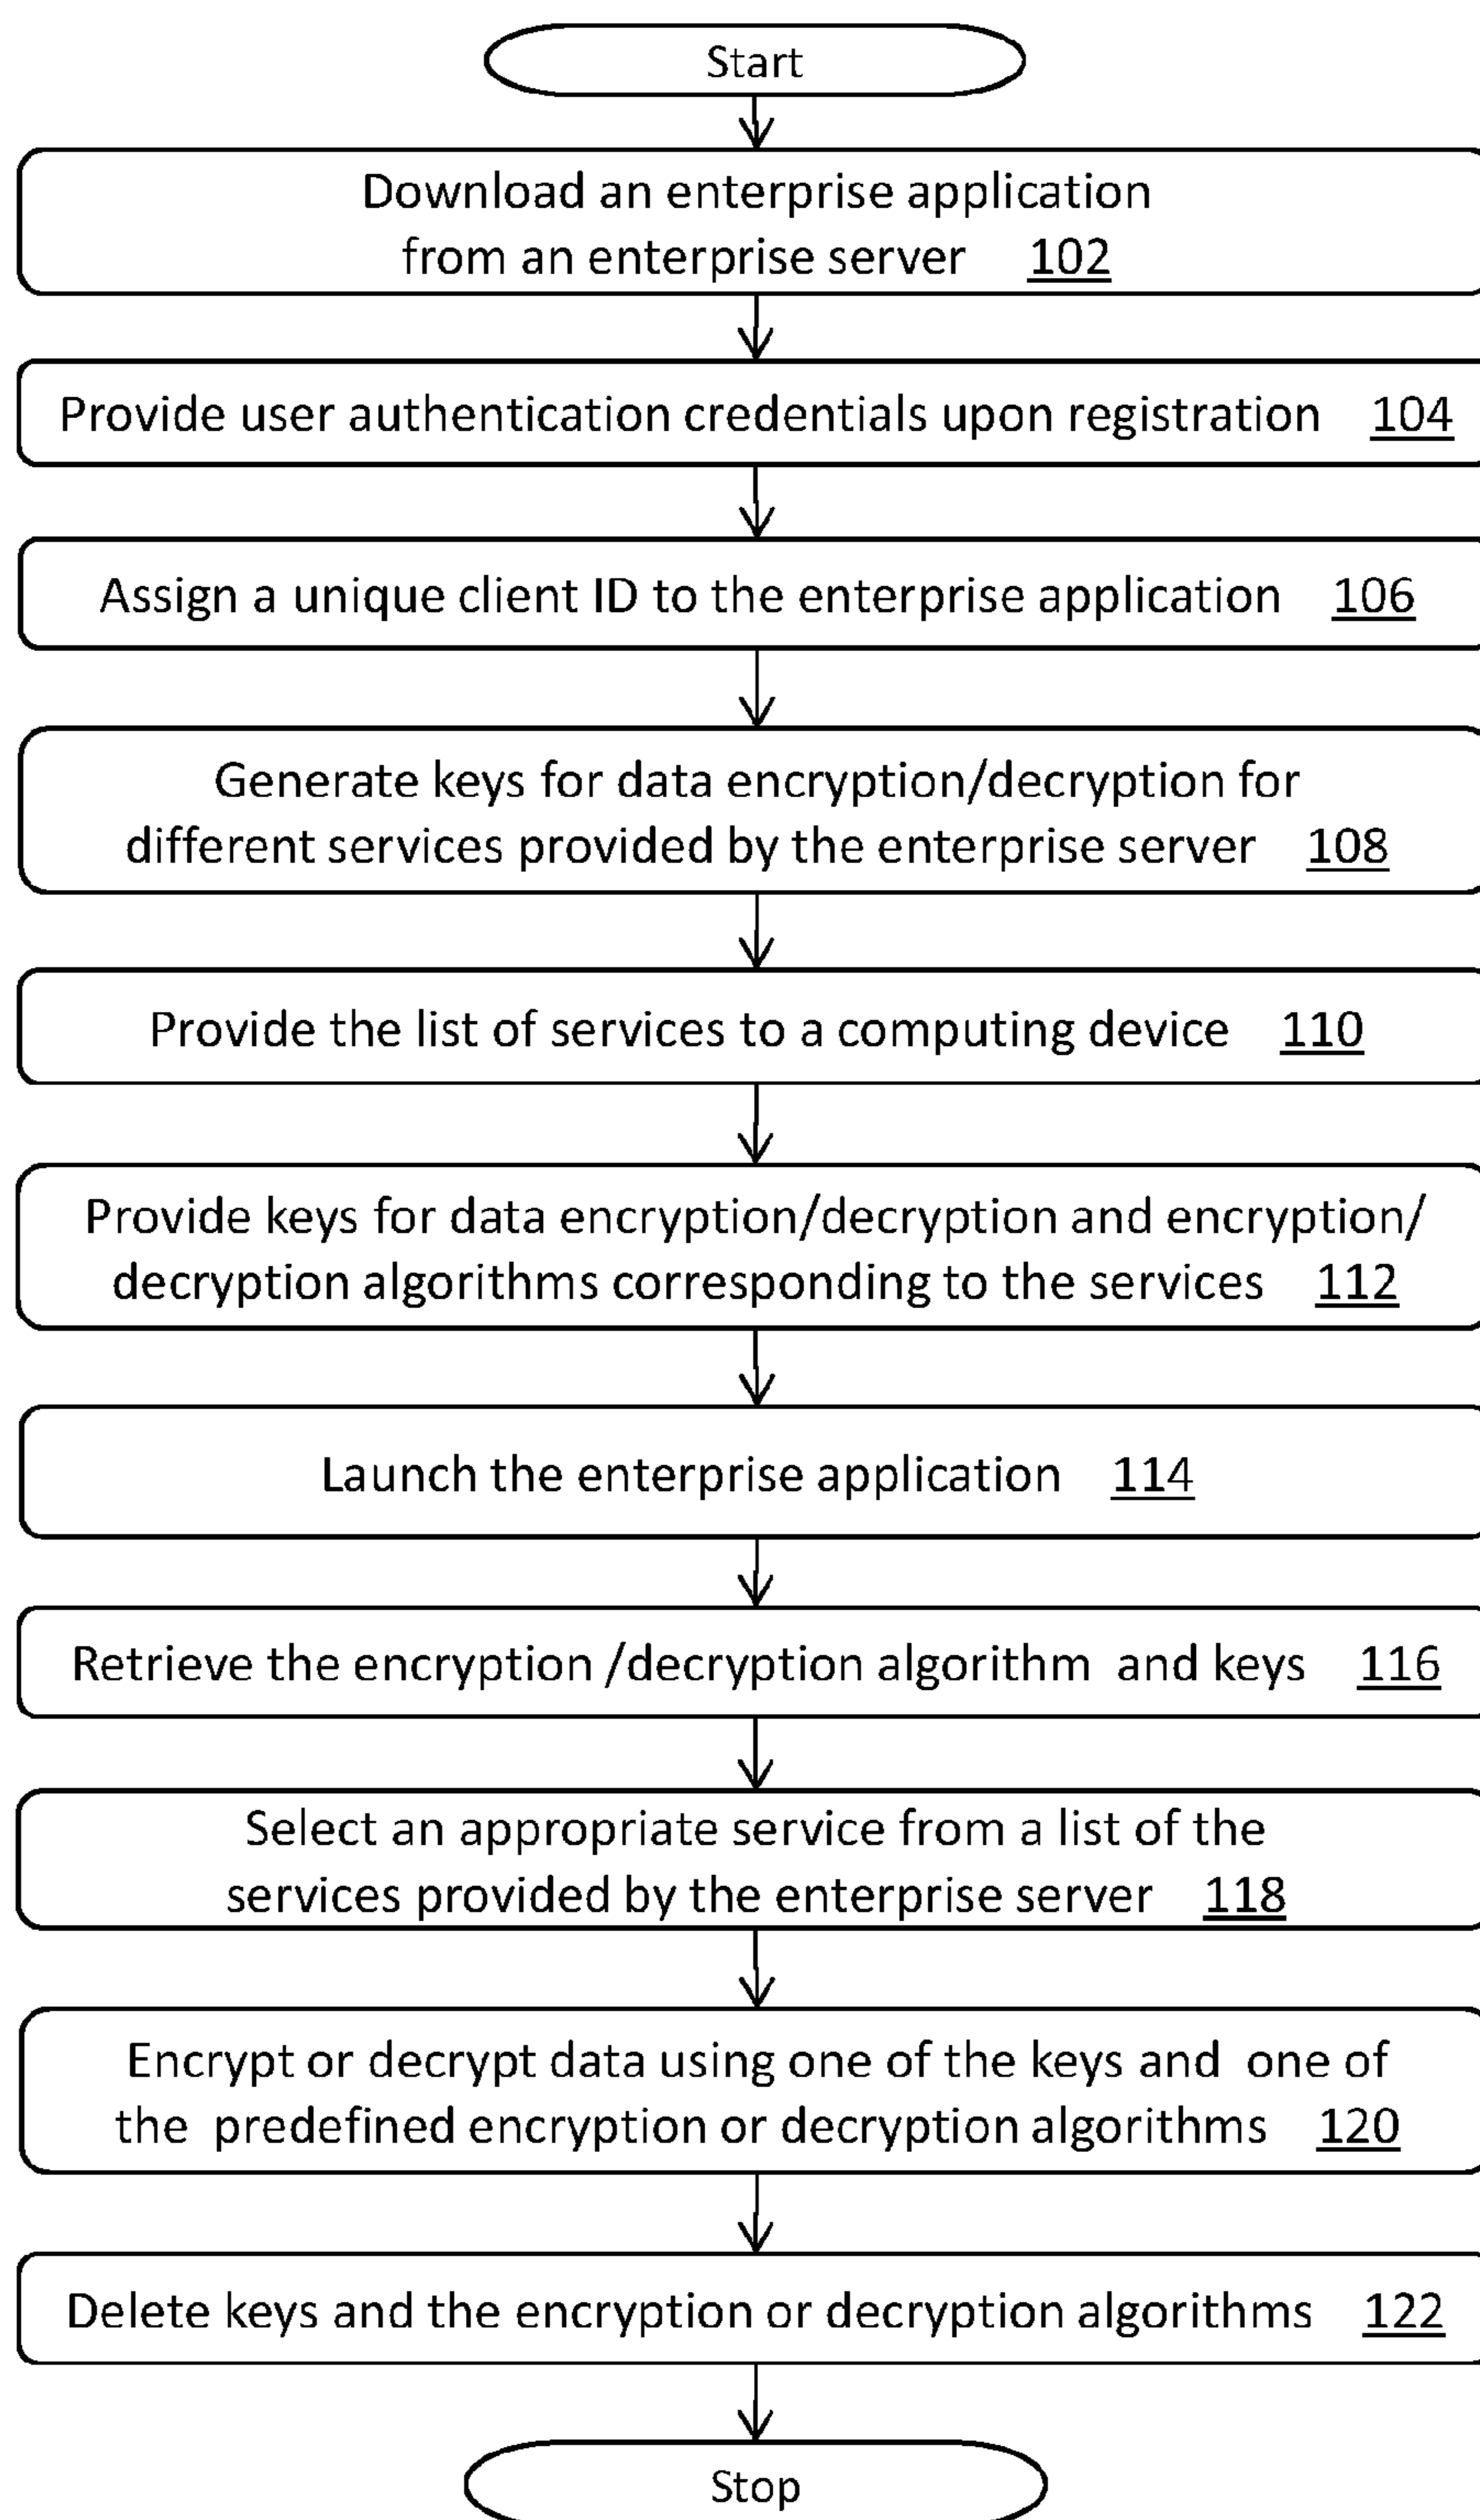 Start
Download an enterprise application
from an enterprise server 102
Provide user authentication credentials upon registration 104
Assign a unique client ID to the enterprise application 106
Generate keys for data encryption/decryption for
different services provided by the enterprise server 108
Provide the list of services to a computing device 110
Provide keys for data encryption/decryption and encryption/
decryption algorithms corresponding to the services 112
Launch the enterprise application 114
Retrieve the encryption /decryption algorithm and keys 116
Select an appropriate service from a list of the
services provided by the enterprise server 118
Encrypt or decrypt data using one of the keys and one of
the predefined encryption or decryption algorithms 120
Delete keys and the encryption or decryption algorithms 122
Stop